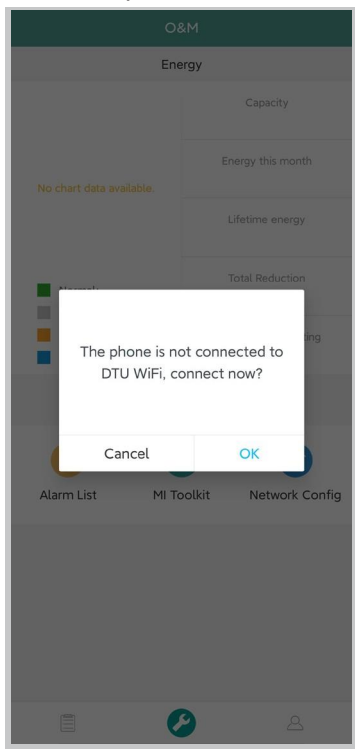 O&M
Energy
Capacity
Energy this month
No chart data available.
Lifetime energy
Total Reduction
The phone is not connected to
DTU WiFi, connect now?
Cancel
OK
Alarm List
MI Toolkit
Network Config